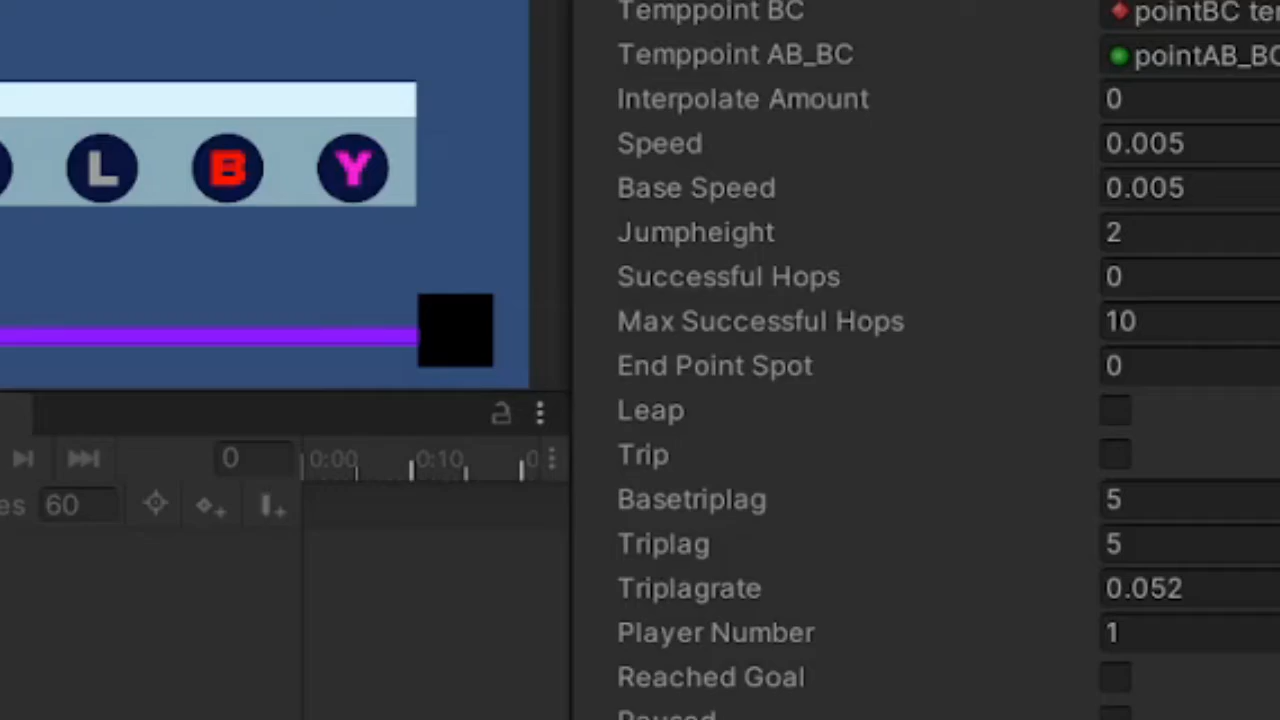 Temppoint BC
pointBC
Temppoint AB_BC
pointAB_BC
Interpolate Amount
0
Speed
0.005
L B Y
Base Speed
0.005
Jumpheight
2
Successful Hops
0
Max Successful Hops
10
End Point Spot
0
Leap
Trip
0 0:00 0:10
Basetriplag
5
60
Triplag
5
Triplagrate
0.052
Player Number
1
Reached Goal
Paused